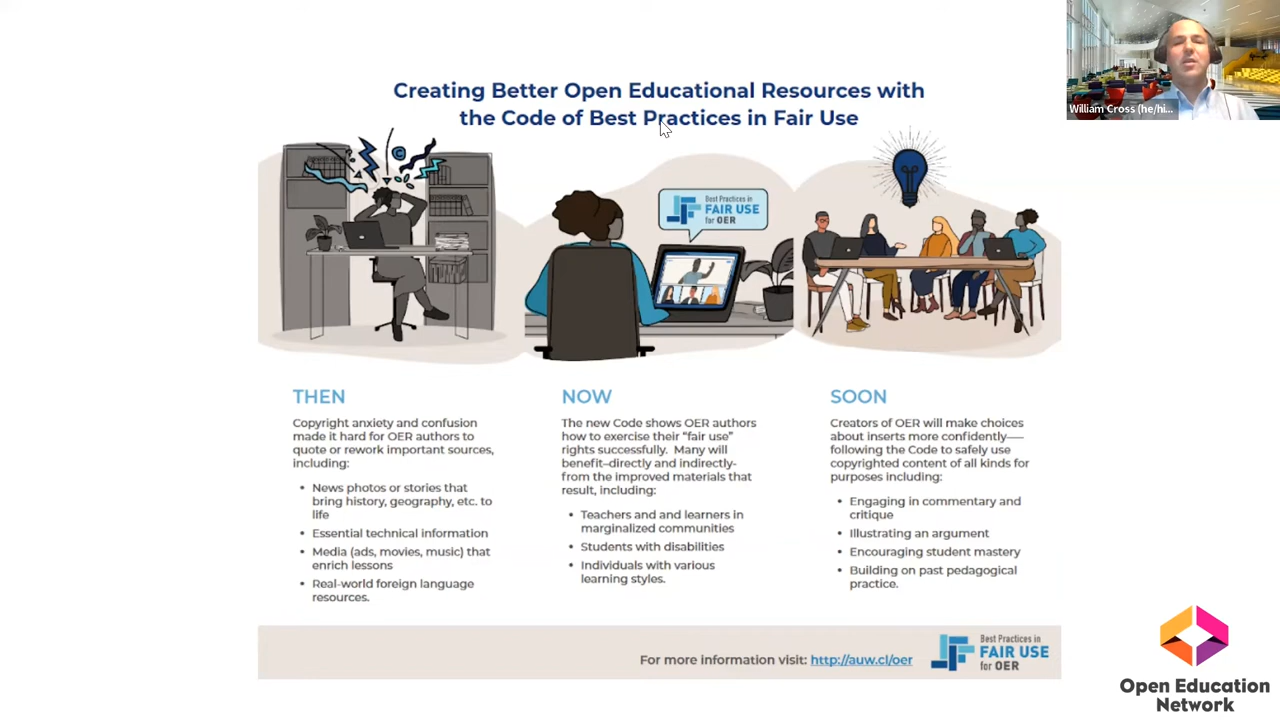 William Cross (he/hi...
Creating Better Open Educational Resources with
the Code of Best Practices in Fair Use
©
Best Practices in
FAIR USE
for OER
THEN
Copyright anxiety and confusion
made it hard for OER authors to
quote or rework important sources,
including:
• News photos or stories that
bring history, geography, etc. to
life
• Essential technical information
• Media (ads, movies, music) that
enrich lessons
• Real-world foreign language
resources.
NOW
The new Code shows OER authors
how to exercise their “fair use”
rights successfully. Many will
benefit–directly and indirectly-
from the improved materials that
result, including:
• Teachers and and learners in
marginalized communities
• Students with disabilities
• Individuals with various
learning styles.
SOON
Creators of OER will make choices
about inserts more confidently—
following the Code to safely use
copyrighted content of all kinds for
purposes including:
• Engaging in commentary and
critique
• Illustrating an argument
• Encouraging student mastery
• Building on past pedagogical
practice.
For more information visit: http://auw.cl/oer
Best Practices in
FAIR USE
for OER
Open Education
Network